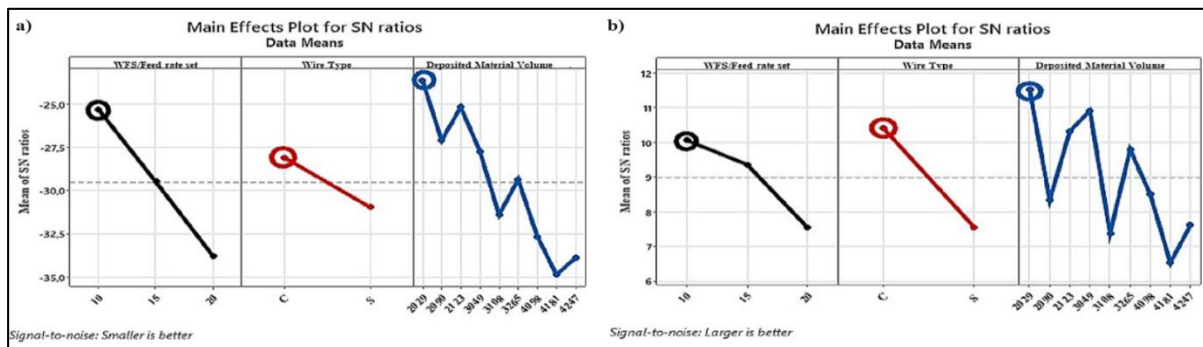 a)
Main Effects Plot for SN ratios
Data Means
WFS/Feed rate set
Wire Type
Deposited Material Volume
Mean of SN ratios
-25,0
-27,5
-30,0
-32,5
-35,0
10
15
20
C
S
2029
2090
2123
3049
3108
3265
4098
4181
4247
Signal-to-noise: Smaller is better
b)
Main Effects Plot for SN ratios
Data Means
WFS/Feed rate set
Wire Type
Deposited Material Volume
Mean of SN ratios
12
11
10
9
8
7
6
10
15
20
C
S
2029
2090
2123
3049
3108
3265
4098
4181
4247
Signal-to-noise: Larger is better